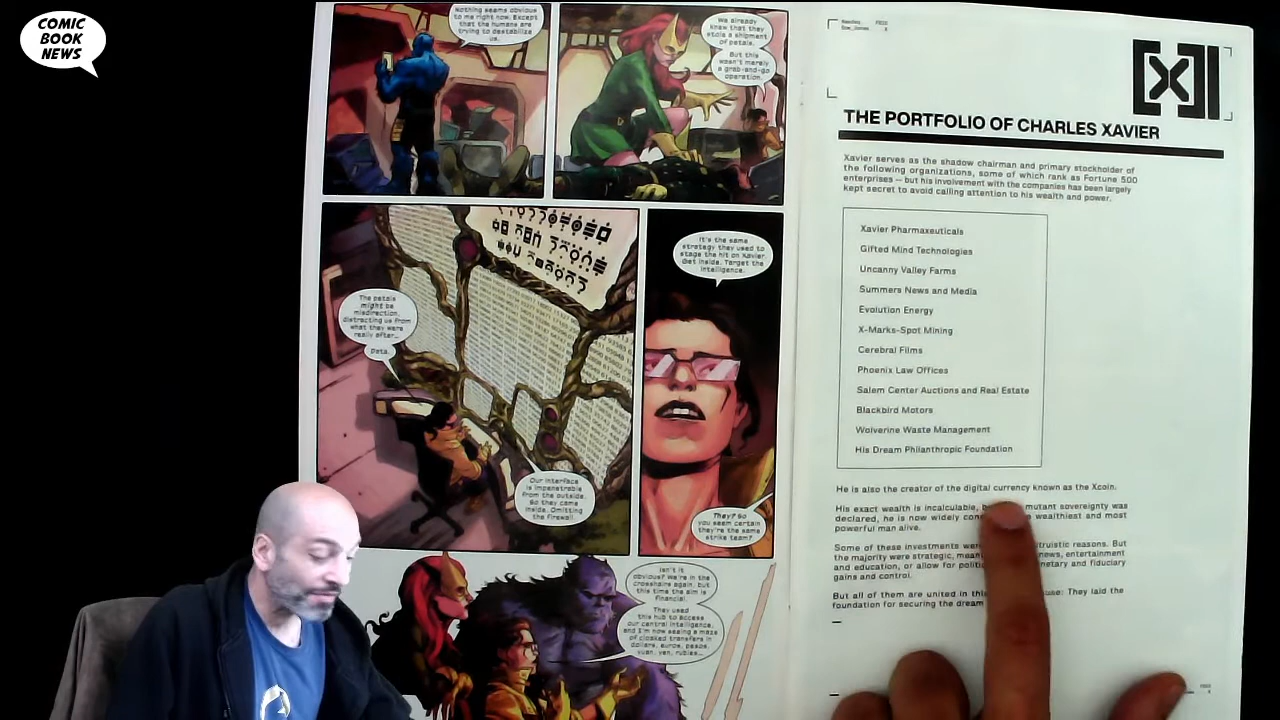 COMIC
BOOK
NEWS
Nothing seems obvious
to me right now. Except
that the humans are
trying to destabilize
us.
We already
knew that they
stole a shipment
of petals.
But this
wasn't merely
a grab-and-go
operation.
The petals
might be
misdirection,
distracting us from
what they were
really after...
Data.
Our interface
is impenetrable
from the outside.
So they came
inside. Omitting
the firewall.
It's the same
strategy they used to
stage the hit on Xavier.
Get inside. Target the
intelligence.
They? So
you seem certain
they're the same
strike team?
Isn't it
obvious? We're in the
crosshairs again, but
this time the aim is
financial.
They used
this hub to access
our central intelligence,
and I'm now seeing a maze
of cloaked transfers in
dollars, euros, pesos,
yuan, yen, rubles...
[X]
THE PORTFOLIO OF CHARLES XAVIER
Xavier serves as the shadow chairman and primary stockholder of
the following organizations, some of which rank as Fortune 500
enterprises — but his involvement with the companies has been largely
kept secret to avoid calling attention to his wealth and power.
Xavier Pharmaxeuticals
Gifted Mind Technologies
Uncanny Valley Farms
Summers News and Media
Evolution Energy
X-Marks-Spot Mining
Cerebral Films
Phoenix Law Offices
Salem Center Auctions and Real Estate
Blackbird Motors
Wolverine Waste Management
His Dream Philanthropic Foundation
He is also the creator of the digital currency known as the Xcoin.
His exact wealth is incalculable, mutant sovereignty was
declared, he is now widely wealthiest and most
powerful man alive.
Some of these investments were reasons. But
the majority were strategic, news, entertainment
and education, or allow for and fiduciary
gains and control.
But all of them are united in They laid the
foundation for securing the dream